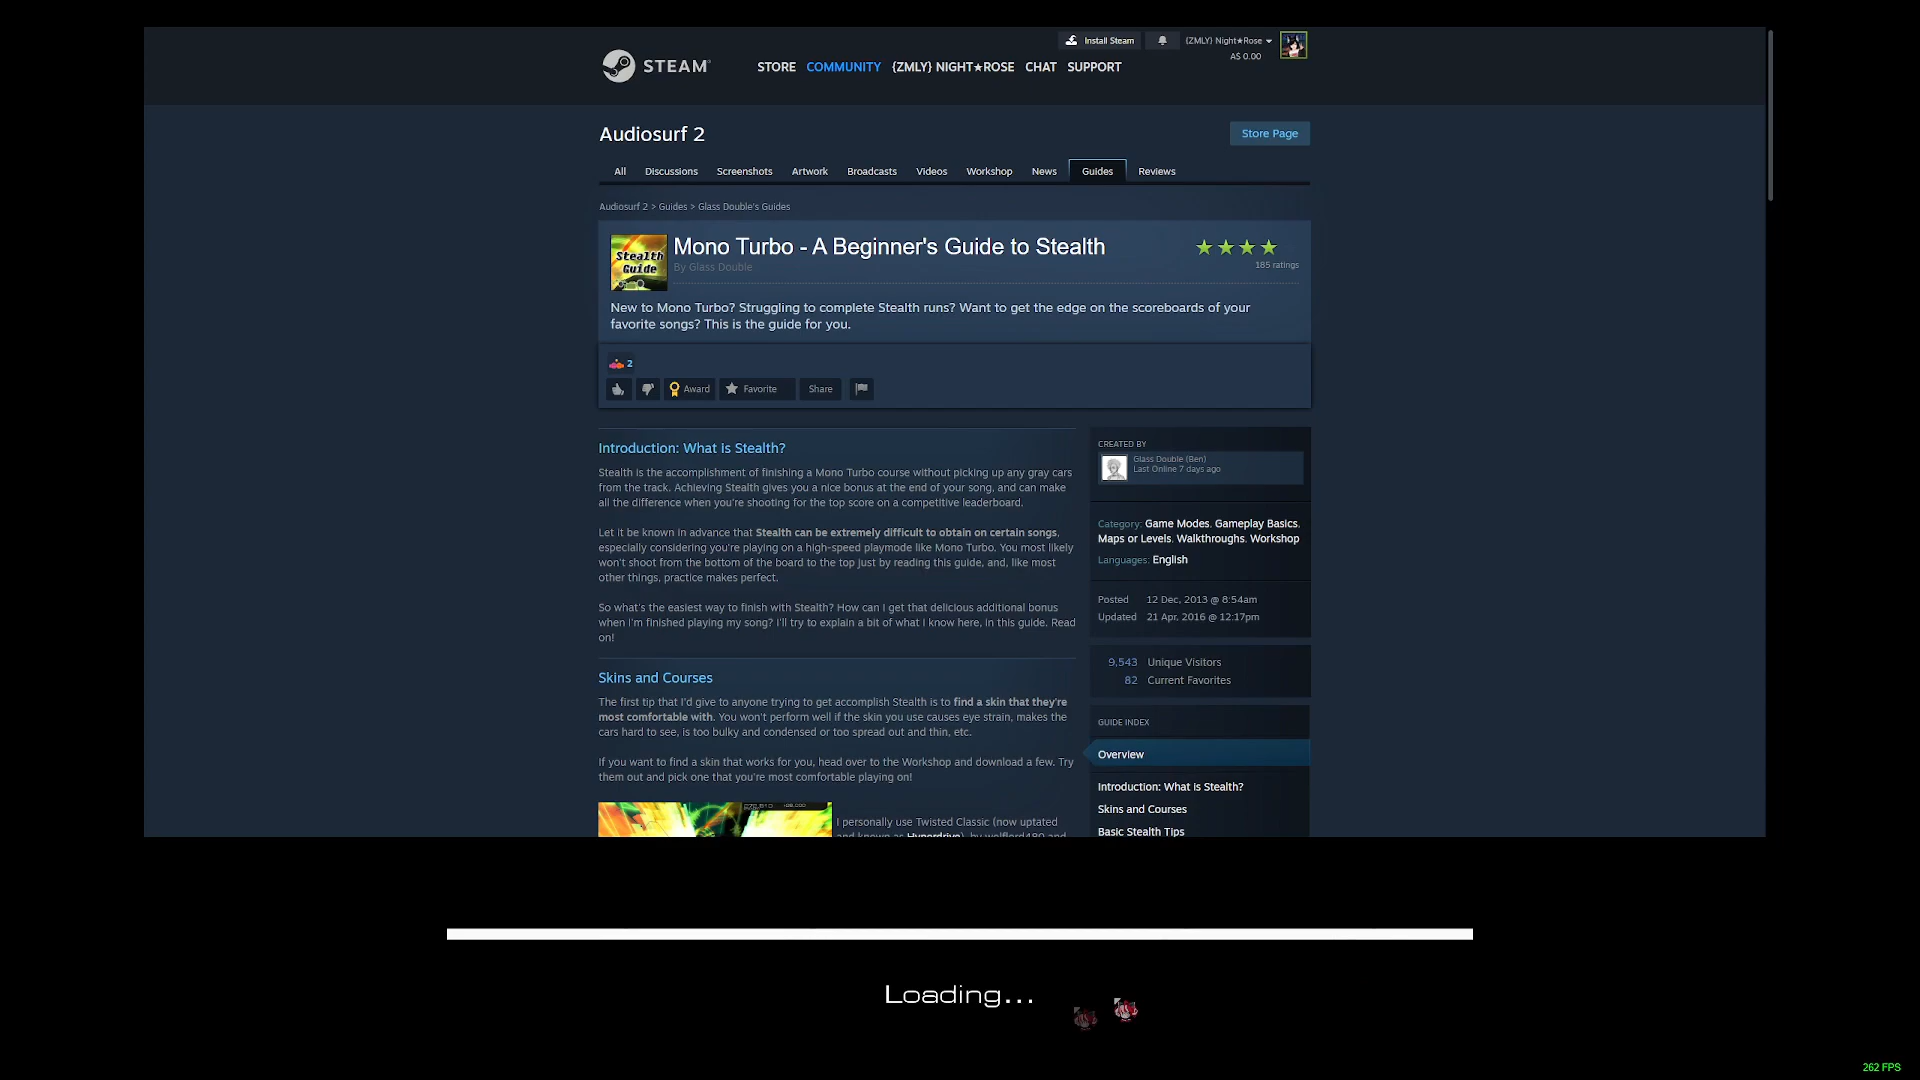 Install Steam
{ZMLY} Night★Rose
A$ 0.00
STEAM
STORE COMMUNITY {ZMLY} NIGHT★ROSE CHAT SUPPORT
Audiosurf 2
Store Page
All Discussions Screenshots Artwork Broadcasts Videos Workshop News Guides Reviews
Audiosurf 2 > Guides > Glass Double's Guides
Stealth
Guide
Mono Turbo - A Beginner's Guide to Stealth
By Glass Double
185 ratings
New to Mono Turbo? Struggling to complete Stealth runs? Want to get the edge on the scoreboards of your
favorite songs? This is the guide for you.
2
Award Favorite Share
Introduction: What is Stealth?
Stealth is the accomplishment of finishing a Mono Turbo course without picking up any gray cars
from the track. Achieving Stealth gives you a nice bonus at the end of your song, and can make
all the difference when you're shooting for the top score on a competitive leaderboard.
Let it be known in advance that Stealth can be extremely difficult to obtain on certain songs,
especially considering you're playing on a high-speed playmode like Mono Turbo. You most likely
won't shoot from the bottom of the board to the top just by reading this guide, and, like most
other things, practice makes perfect.
So what's the easiest way to finish with Stealth? How can I get that delicious additional bonus
when I'm finished playing my song? I'll try to explain a bit of what I know here, in this guide. Read
on!
Skins and Courses
The first tip that I'd give to anyone trying to get accomplish Stealth is to find a skin that they're
most comfortable with. You won't perform well if the skin you use causes eye strain, makes the
cars hard to see, is too bulky and condensed or too spread out and thin, etc.
If you want to find a skin that works for you, head over to the Workshop and download a few. Try
them out and pick one that you're most comfortable playing on!
I personally use Twisted Classic (now uptated
and known as Hyperdrive), by wolflord480 and
CREATED BY
Glass Double (Ben)
Last Online 7 days ago
Category: Game Modes, Gameplay Basics,
Maps or Levels, Walkthroughs, Workshop
Languages: English
Posted 12 Dec, 2013 @ 8:54am
Updated 21 Apr, 2016 @ 12:17pm
9,543 Unique Visitors
82 Current Favorites
GUIDE INDEX
Overview
Introduction: What is Stealth?
Skins and Courses
Basic Stealth Tips
Loading...
262 FPS